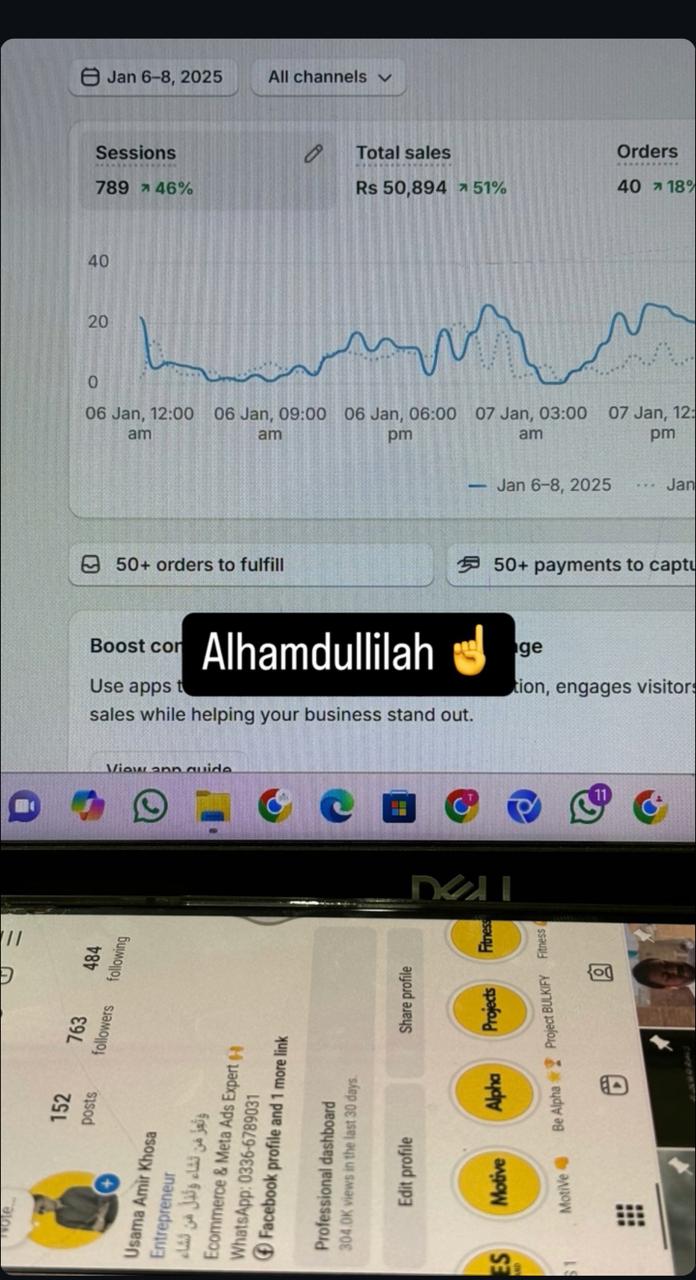 Jan 6–8, 2025
All channels
Sessions
789 ↗ 46%
Total sales
Rs 50,894 ↗ 51%
Orders
40 ↗ 18%
40
20
0
06 Jan, 12:00 am
06 Jan, 09:00 am
06 Jan, 06:00 pm
07 Jan, 03:00 am
07 Jan, 12:
pm
Jan 6–8, 2025
Jan
50+ orders to fulfill
50+ payments to captu
Alhamdullilah ☝️
Boost cor
ge
Use apps t
tion, engages visitors
sales while helping your business stand out.
View app guide
11
DELL
Note...
152 posts
763 followers
484 following
Usama Amir Khosa
Entrepreneur
وَتُعِزُّ مَن تَشَاء وَتُذِلُّ مَن تَشَاء
Ecommerce & Meta Ads Expert
WhatsApp: 0336-6789031
Facebook profile and 1 more link
Professional dashboard
304.0K views in the last 30 days.
Edit profile
Share profile
ES
Motive
Alpha
Projects
Fitness
S 1
MotiVe
Be Alpha
Project BULKIFY
Fitness